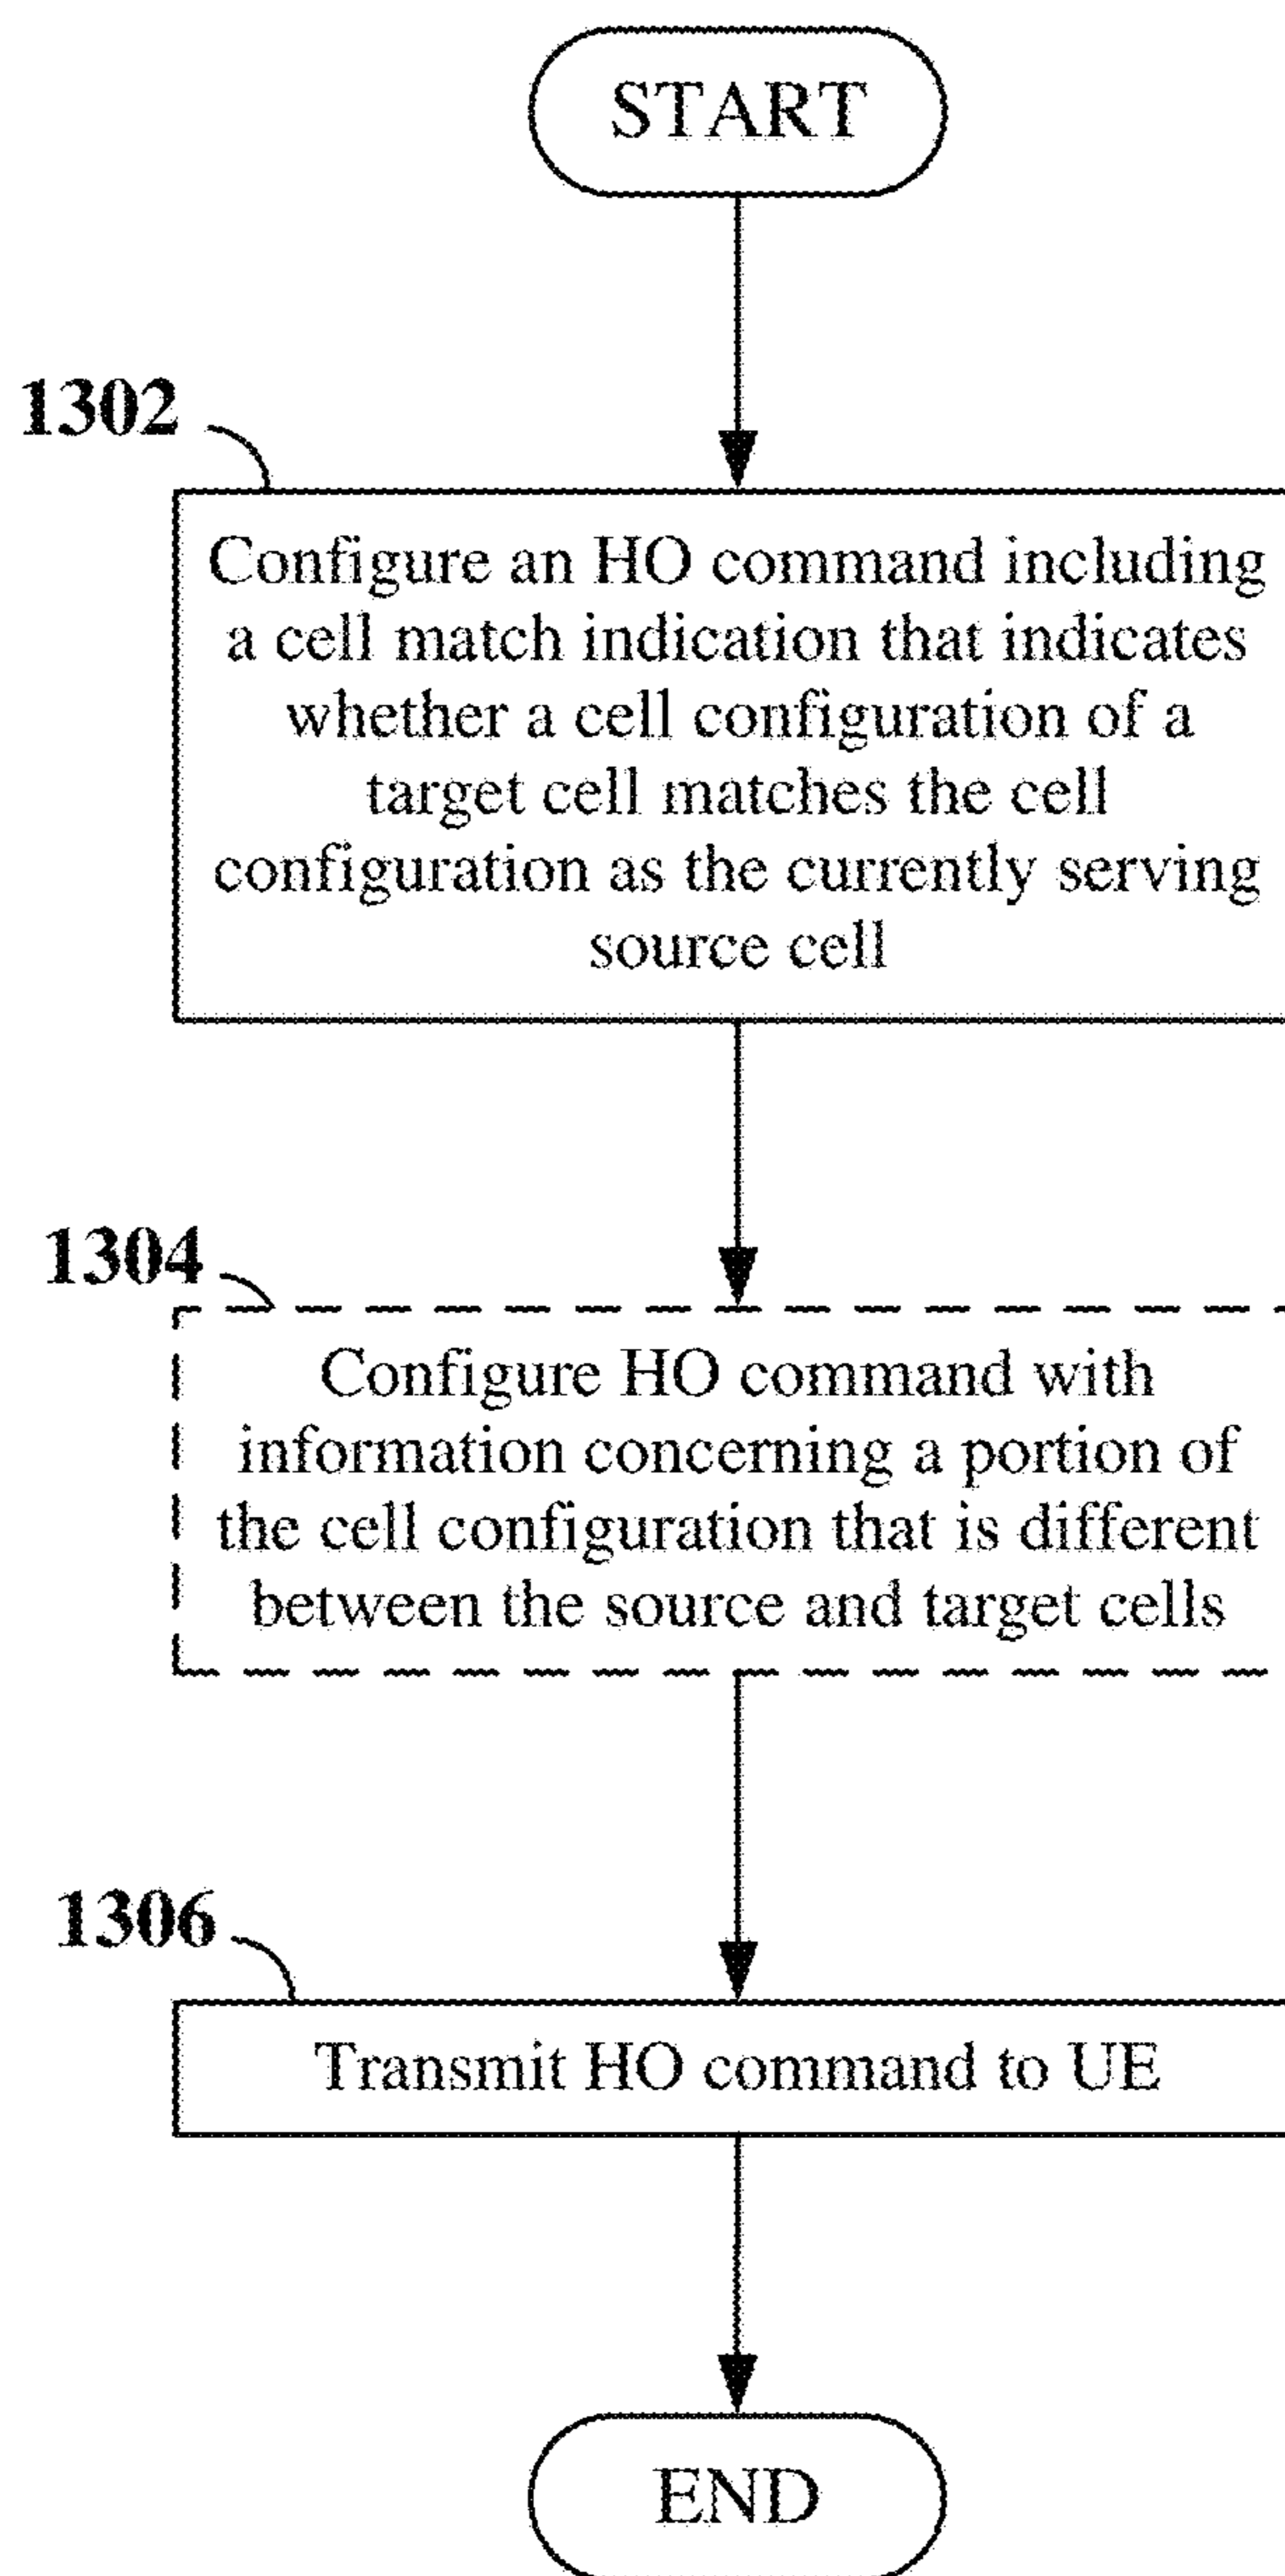 START
1302
Configure an HO command including
a cell match indication that indicates
whether a cell configuration of a
target cell matches the cell
configuration as the currently serving
source cell
1304
Configure HO command with
information concerning a portion of
the cell configuration that is different
between the source and target cells
1306
Transmit HO command to UE
END